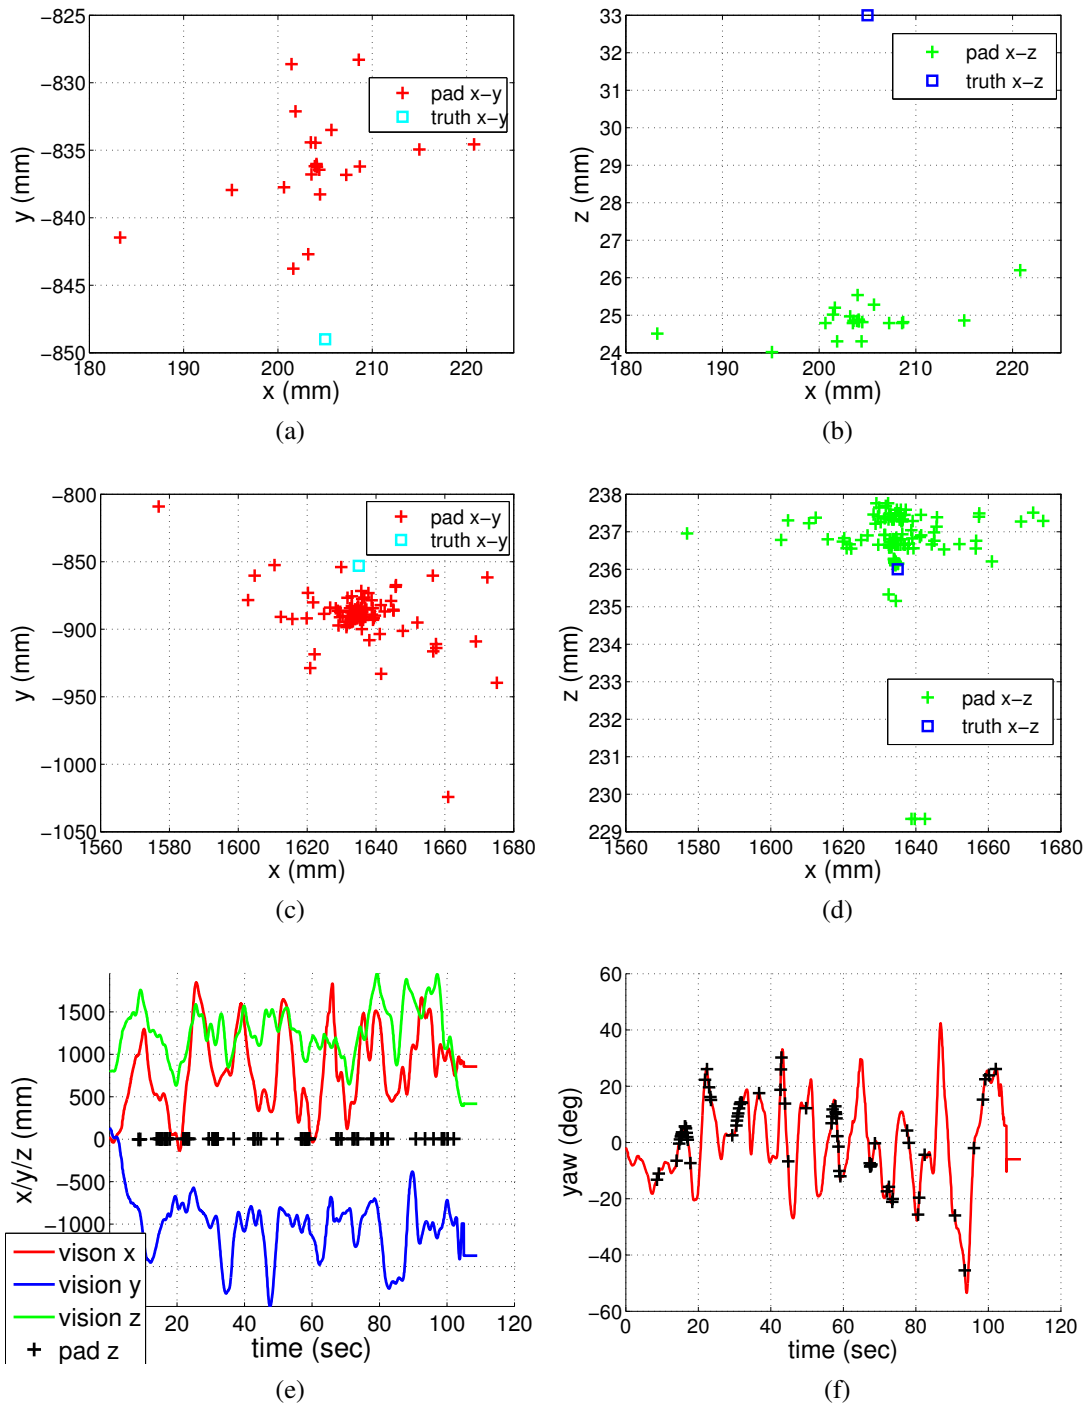 −825
−830
−835
−840
−845
−850
180
190
200
210
220
y (mm)
x (mm)
pad x−y
truth x−y
(a)
33
32
31
30
29
28
27
26
25
24
180
190
200
210
220
z (mm)
x (mm)
pad x−z
truth x−z
(b)
−800
−850
−900
−950
−1000
−1050
1560
1580
1600
1620
1640
1660
1680
y (mm)
x (mm)
pad x−y
truth x−y
(c)
238
237
236
235
234
233
232
231
230
229
1560
1580
1600
1620
1640
1660
1680
z (mm)
x (mm)
pad x−z
truth x−z
(d)
1500
1000
500
0
−500
−1000
20
40
60
80
100
120
x/y/z (mm)
time (sec)
vison x
vision y
vision z
pad z
(e)
60
40
20
0
−20
−40
−60
0
20
40
60
80
100
120
yaw (deg)
time (sec)
(f)